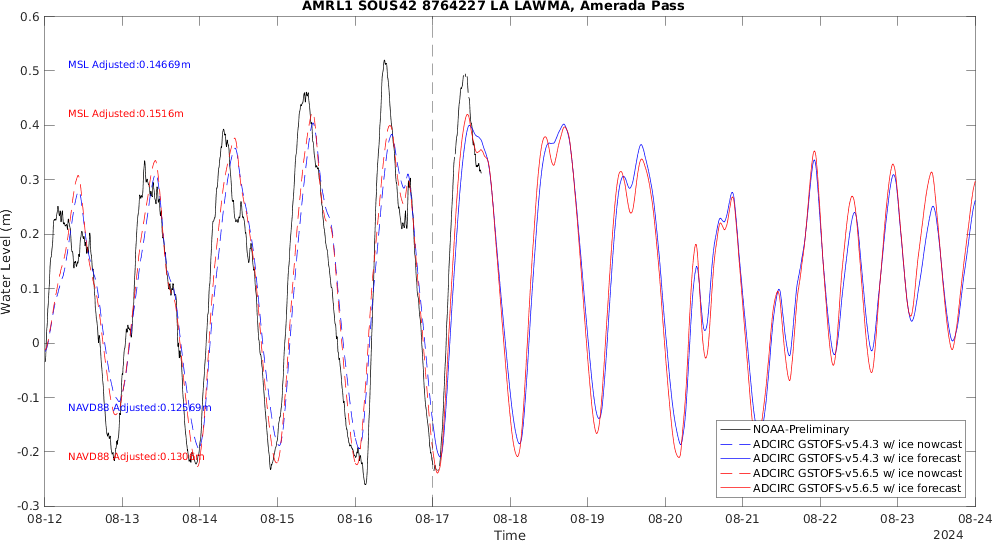 AMRL1 SOUS42 8764227 LA LAWMA, Amerada Pass
0.6
0.5
0.4
0.3
0.2
0.1
0
-0.1
-0.2
-0.3
Water Level (m)
MSL Adjusted:0.14669m
MSL Adjusted:0.1516m
NAVD88 Adjusted:0.12569m
NAVD88
NOAA-Preliminary
ADCIRC GSTOFS-v5.4.3 w/ ice nowcast
ADCIRC GSTOFS-v5.4.3 w/ ice forecast
ADCIRC GSTOFS-v5.6.5 w/ ice nowcast
ADCIRC GSTOFS-v5.6.5 w/ ice forecast
08-12 08-13 08-14 08-15 08-16 08-17 08-18 08-19 08-20 08-21 08-22 08-23 08-24
Time
2024